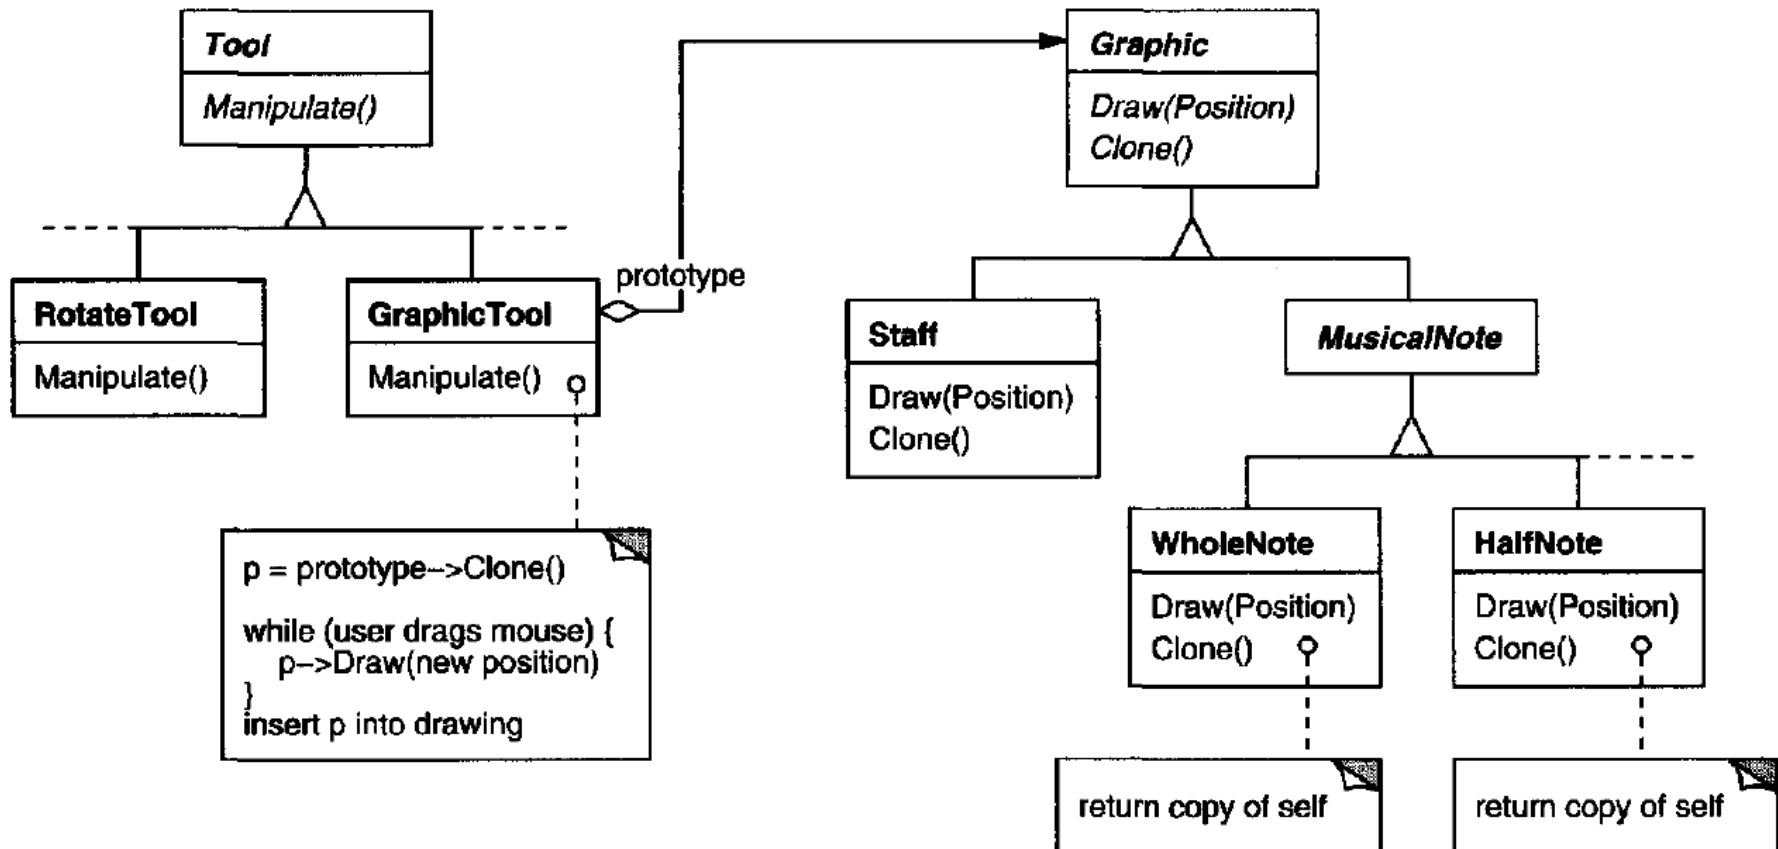 Tool
Manipulate()
Graphic
Draw(Position)
Clone()
prototype
RotateTool
Manipulate()
GraphicTool
Manipulate()
Staff
Draw(Position)
Clone()
MusicalNote
WholeNote
Draw(Position)
Clone()
HalfNote
Draw(Position)
Clone()
p = prototype–>Clone()
while (user drags mouse) {
p–>Draw(new position)
}
insert p into drawing
return copy of self
return copy of self